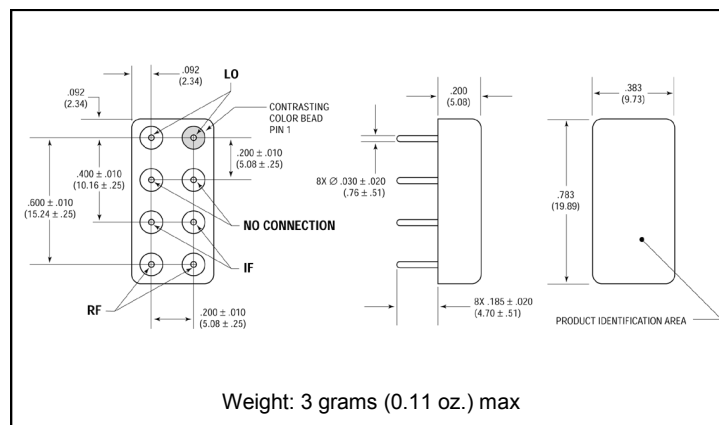 .092
(2.34)
LO
.092
(2.34)
CONTRASTING
COLOR BEAD
PIN 1
.200 ± .010
(5.08 ± .25)
.400 ± .010
(10.16 ± .25)
.600 ± .010
(15.24 ± .25)
NO CONNECTION
IF
RF
.200 ± .010
(5.08 ± .25)
.200
(5.08)
8X Ø .030 ± .020
(.76 ± .51)
8X .185 ± .020
(4.70 ± .51)
.383
(9.73)
.783
(19.89)
PRODUCT IDENTIFICATION AREA
Weight: 3 grams (0.11 oz.) max